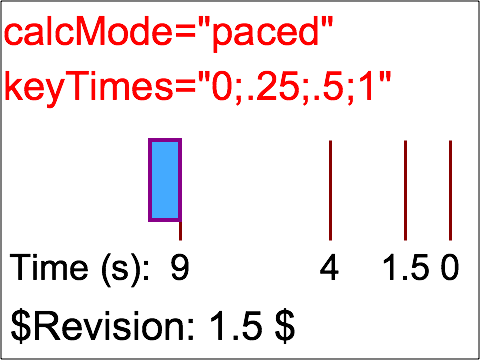 calcMode="paced"
keyTimes="0;.25;.5;1"
Time (s): 9 4 1.5 0
$Revision: 1.5 $